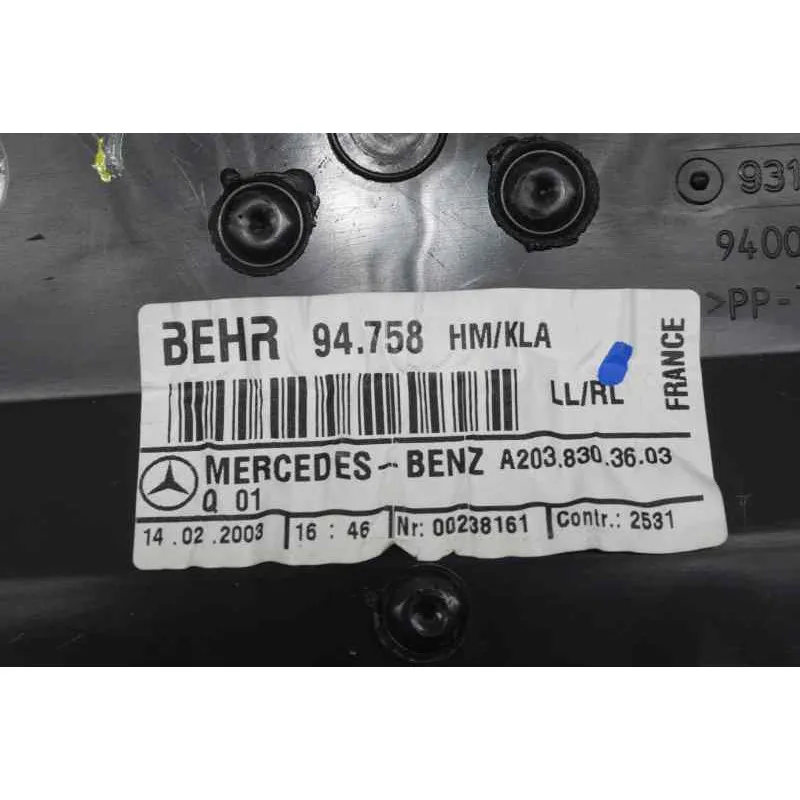 931
9400
>PP-
BEHR 94.758 HM/KLA
LL/RL
FRANCE
MERCEDES-BENZ A203.830.36.03
Q 01
14.02.2003 16:46 Nr: 00238161 Contr.: 2531